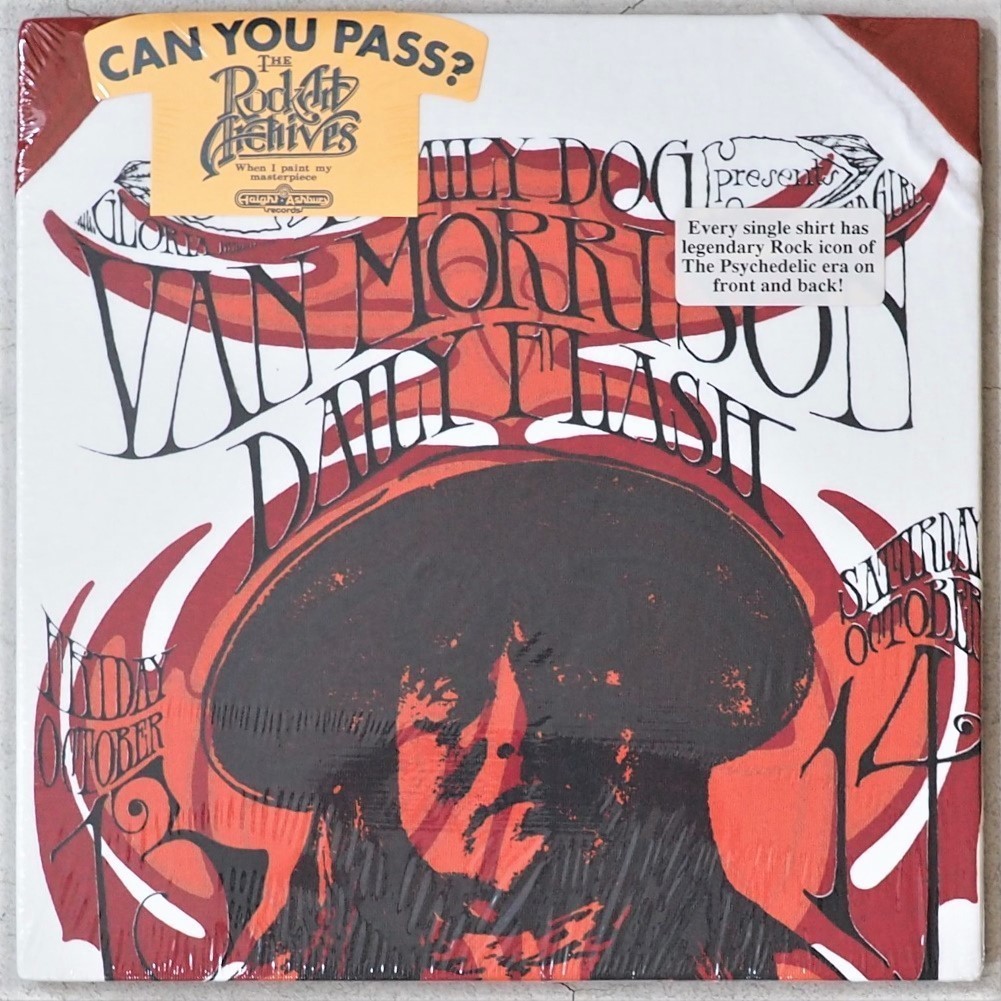 CAN YOU PASS?
THE
Rock Art
Archives
When I paint my
masterpiece
Haight-Ashbury
records
MILY DOG presents
GLORIA
Every single shirt has
legendary Rock icon of
The Psychedelic era on
front and back!
VAN MORRISON
DAILY FLASH
SATURDAY
OCTOBER
14
FRIDAY
OCTOBER
13